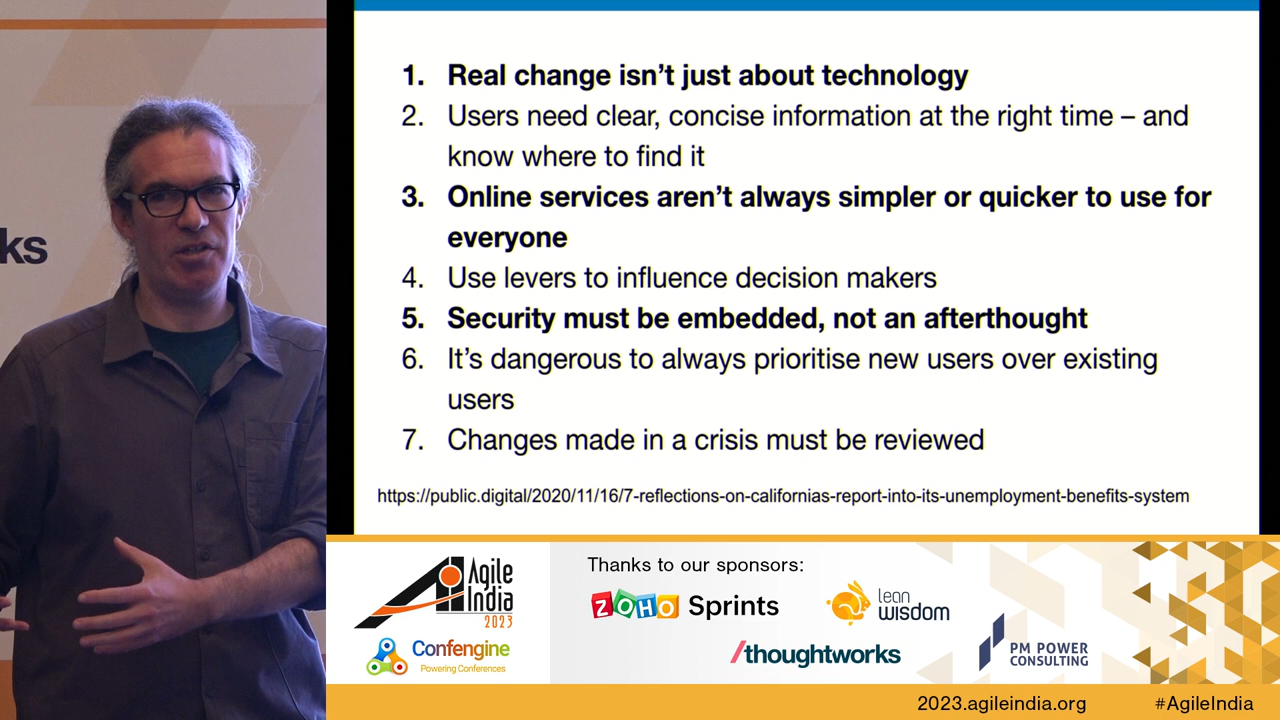 ks
1. Real change isn’t just about technology
2. Users need clear, concise information at the right time – and
know where to find it
3. Online services aren’t always simpler or quicker to use for
everyone
4. Use levers to influence decision makers
5. Security must be embedded, not an afterthought
6. It’s dangerous to always prioritise new users over existing
users
7. Changes made in a crisis must be reviewed
https://public.digital/2020/11/16/7-reflections-on-californias-report-into-its-unemployment-benefits-system
Agile
India
2023
Confengine
Powering Conferences
Thanks to our sponsors:
ZOHO Sprints
lean
wisdom
/thoughtworks
PM POWER
CONSULTING
2023.agileindia.org #AgileIndia